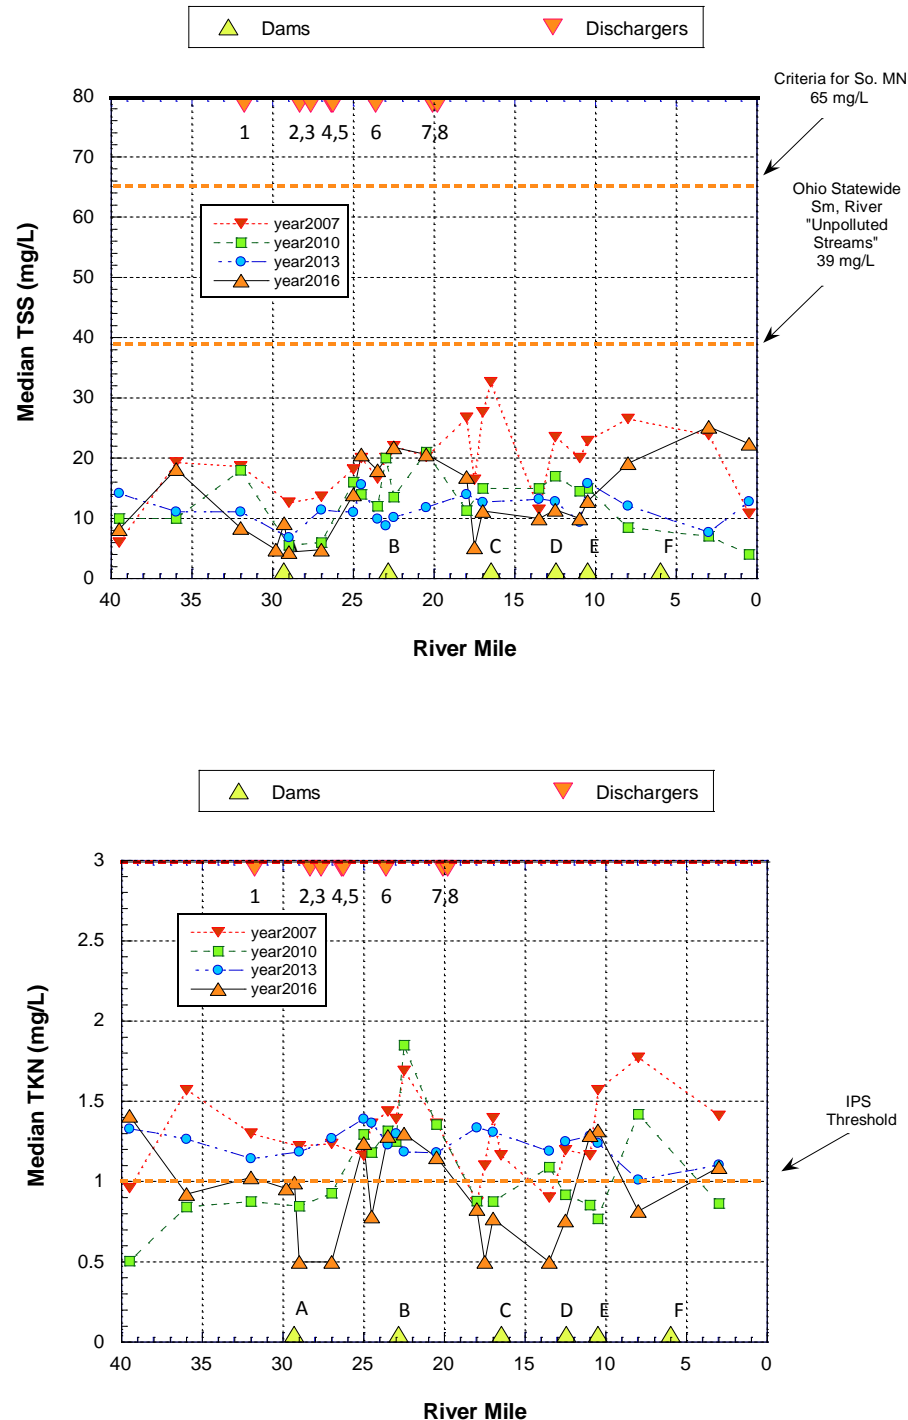 Dams Dischargers
Criteria for So. MN
65 mg/L
80
70
60
50
40
30
20
10
0
Median TSS (mg/L)
1 2,3 4,5 6 7,8
Ohio Statewide
Sm, River
"Unpolluted
Streams"
39 mg/L
year2007
year2010
year2013
year2016
B C D E F
40 35 30 25 20 15 10 5 0
River Mile
Dams Dischargers
3
2.5
2
1.5
1
0.5
0
Median TKN (mg/L)
1 2,3 4,5 6 7,8
year2007
year2010
year2013
year2016
IPS
Threshold
A B C D E F
40 35 30 25 20 15 10 5 0
River Mile